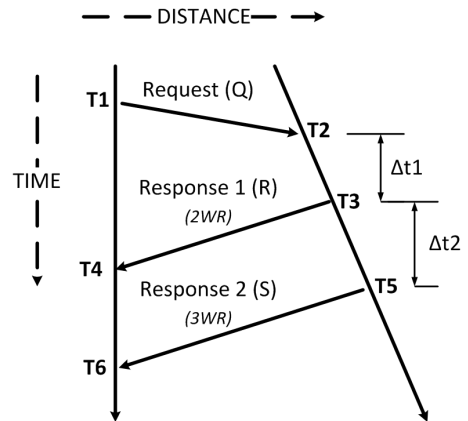 DISTANCE
TIME
T1
Request (Q)
T2
Δt1
Response 1 (R)
(2WR)
T3
Δt2
T4
Response 2 (S)
(3WR)
T5
T6